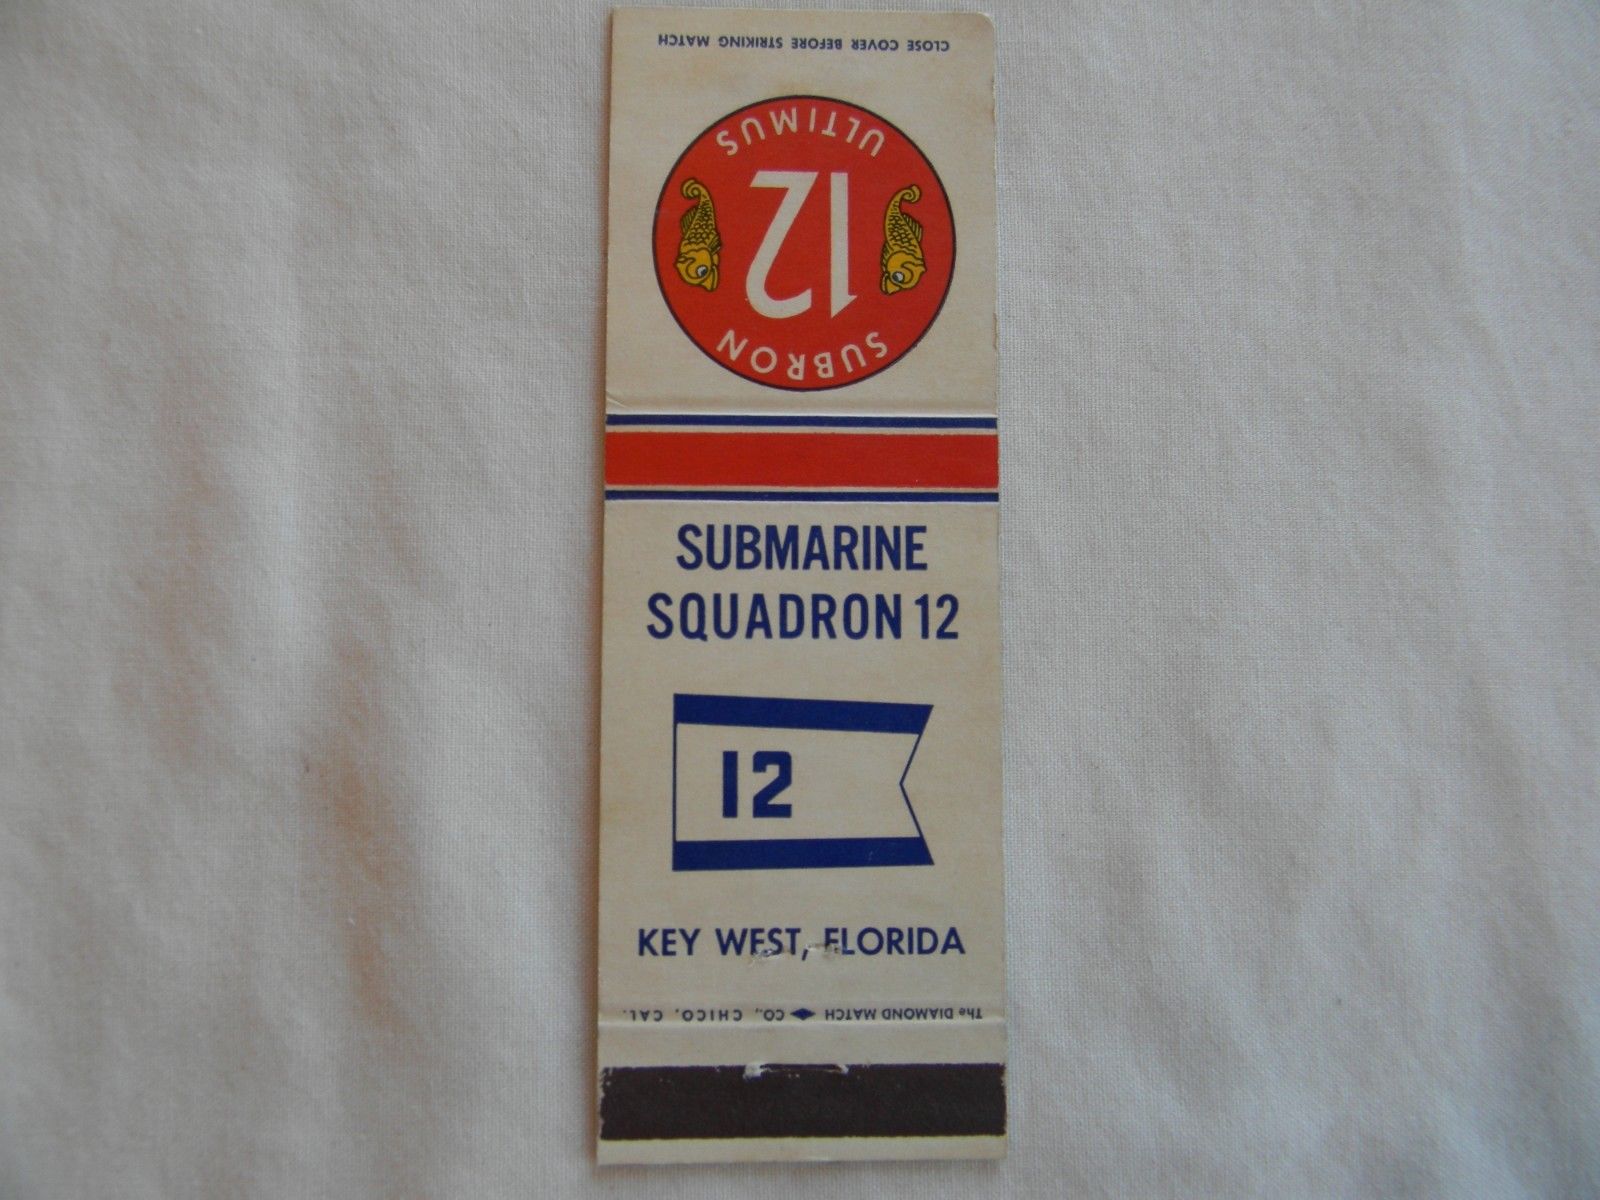 CLOSE COVER BEFORE STRIKING MATCH
SUBRON
12
ULTIMUS
SUBMARINE
SQUADRON 12
12
KEY WEST, FLORIDA
The DIAMOND MATCH CO., CHICO, CAL.